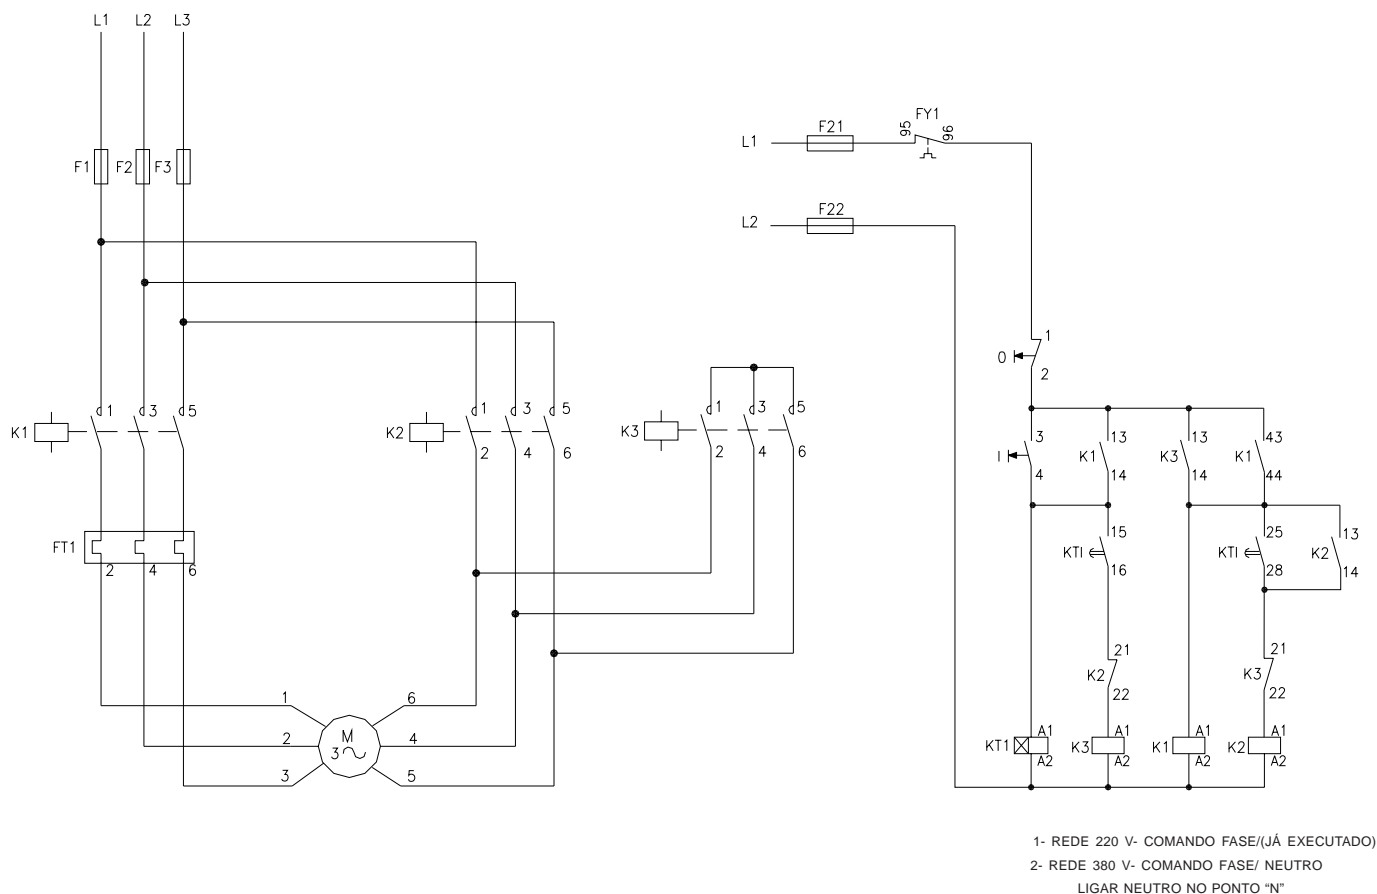 L1 L2 L3
FY1
95 96
F21
L1
F1 F2 F3
F22
L2
1
O
2
K1 1 3 5
K2 1 3 5
2 4 6
K3 1 3 5
2 4 6
3 13 13 43
I K1 K3 K1
4 14 14 44
15 25 13
KTI KTI K2
16 28 14
FT1
2 4 6
21 21
K2 K3
22 22
1 6
M
2 3 4
3 5
A1 A1 A1 A1
KT1 K3 K1 K2
A2 A2 A2 A2
1- REDE 220 V- COMANDO FASE/(JÁ EXECUTADO)
2- REDE 380 V- COMANDO FASE/ NEUTRO
LIGAR NEUTRO NO PONTO “N”